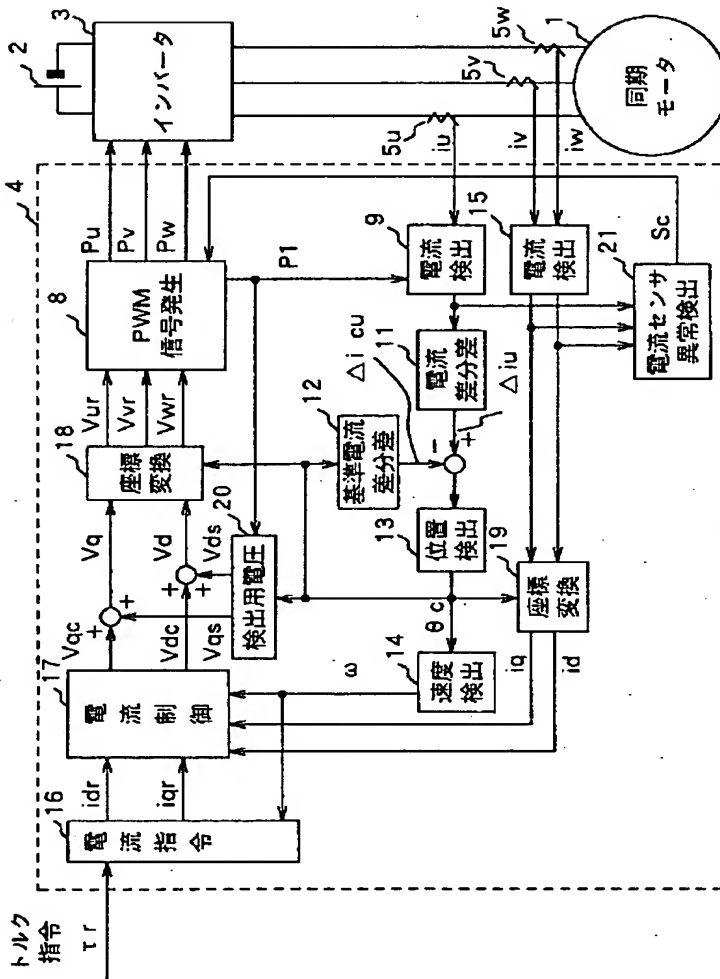 トルク
指令
τr
16
電流指令
idr
iqr
17
電流制御
Vqc
Vdc
Vqs
Vds
Vq
Vd
20
検出用電圧
18
座標
変換
Vur
Vvr
Vwr
8
PWM
信号発生
Pu
Pv
Pw
P1
4
2
3
インバータ
12
基準電流
差分差
△i cu
11
電流
差分差
△iu
9
電流
検出
15
電流
検出
13
位置
検出
θc
14
速度
検出
ω
19
座標
変換
iq
id
21
電流センサ
異常検出
Sc
5u
5v
5w
iu
iv
iw
1
同期
モータ